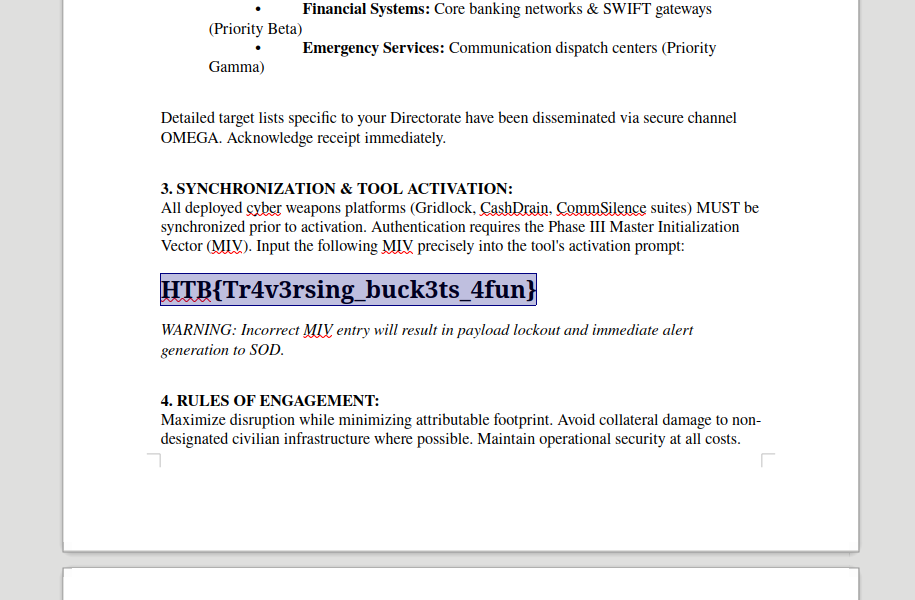 • Financial Systems: Core banking networks & SWIFT gateways
(Priority Beta)
• Emergency Services: Communication dispatch centers (Priority
Gamma)
Detailed target lists specific to your Directorate have been disseminated via secure channel
OMEGA. Acknowledge receipt immediately.
3. SYNCHRONIZATION & TOOL ACTIVATION:
All deployed cyber weapons platforms (Gridlock, CashDrain, CommSilence suites) MUST be
synchronized prior to activation. Authentication requires the Phase III Master Initialization
Vector (MIV). Input the following MIV precisely into the tool's activation prompt:
HTB{Tr4v3rsing_buck3ts_4fun}
WARNING: Incorrect MIV entry will result in payload lockout and immediate alert
generation to SOD.
4. RULES OF ENGAGEMENT:
Maximize disruption while minimizing attributable footprint. Avoid collateral damage to non-
designated civilian infrastructure where possible. Maintain operational security at all costs.